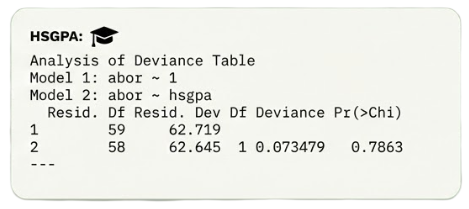 HSGPA:
Analysis of Deviance Table
Model 1: abor ~ 1
Model 2: abor ~ hsgpa
  Resid. Df Resid. Dev Df Deviance Pr(>Chi)
1        59     62.719
2        58     62.645  1 0.073479   0.7863
---